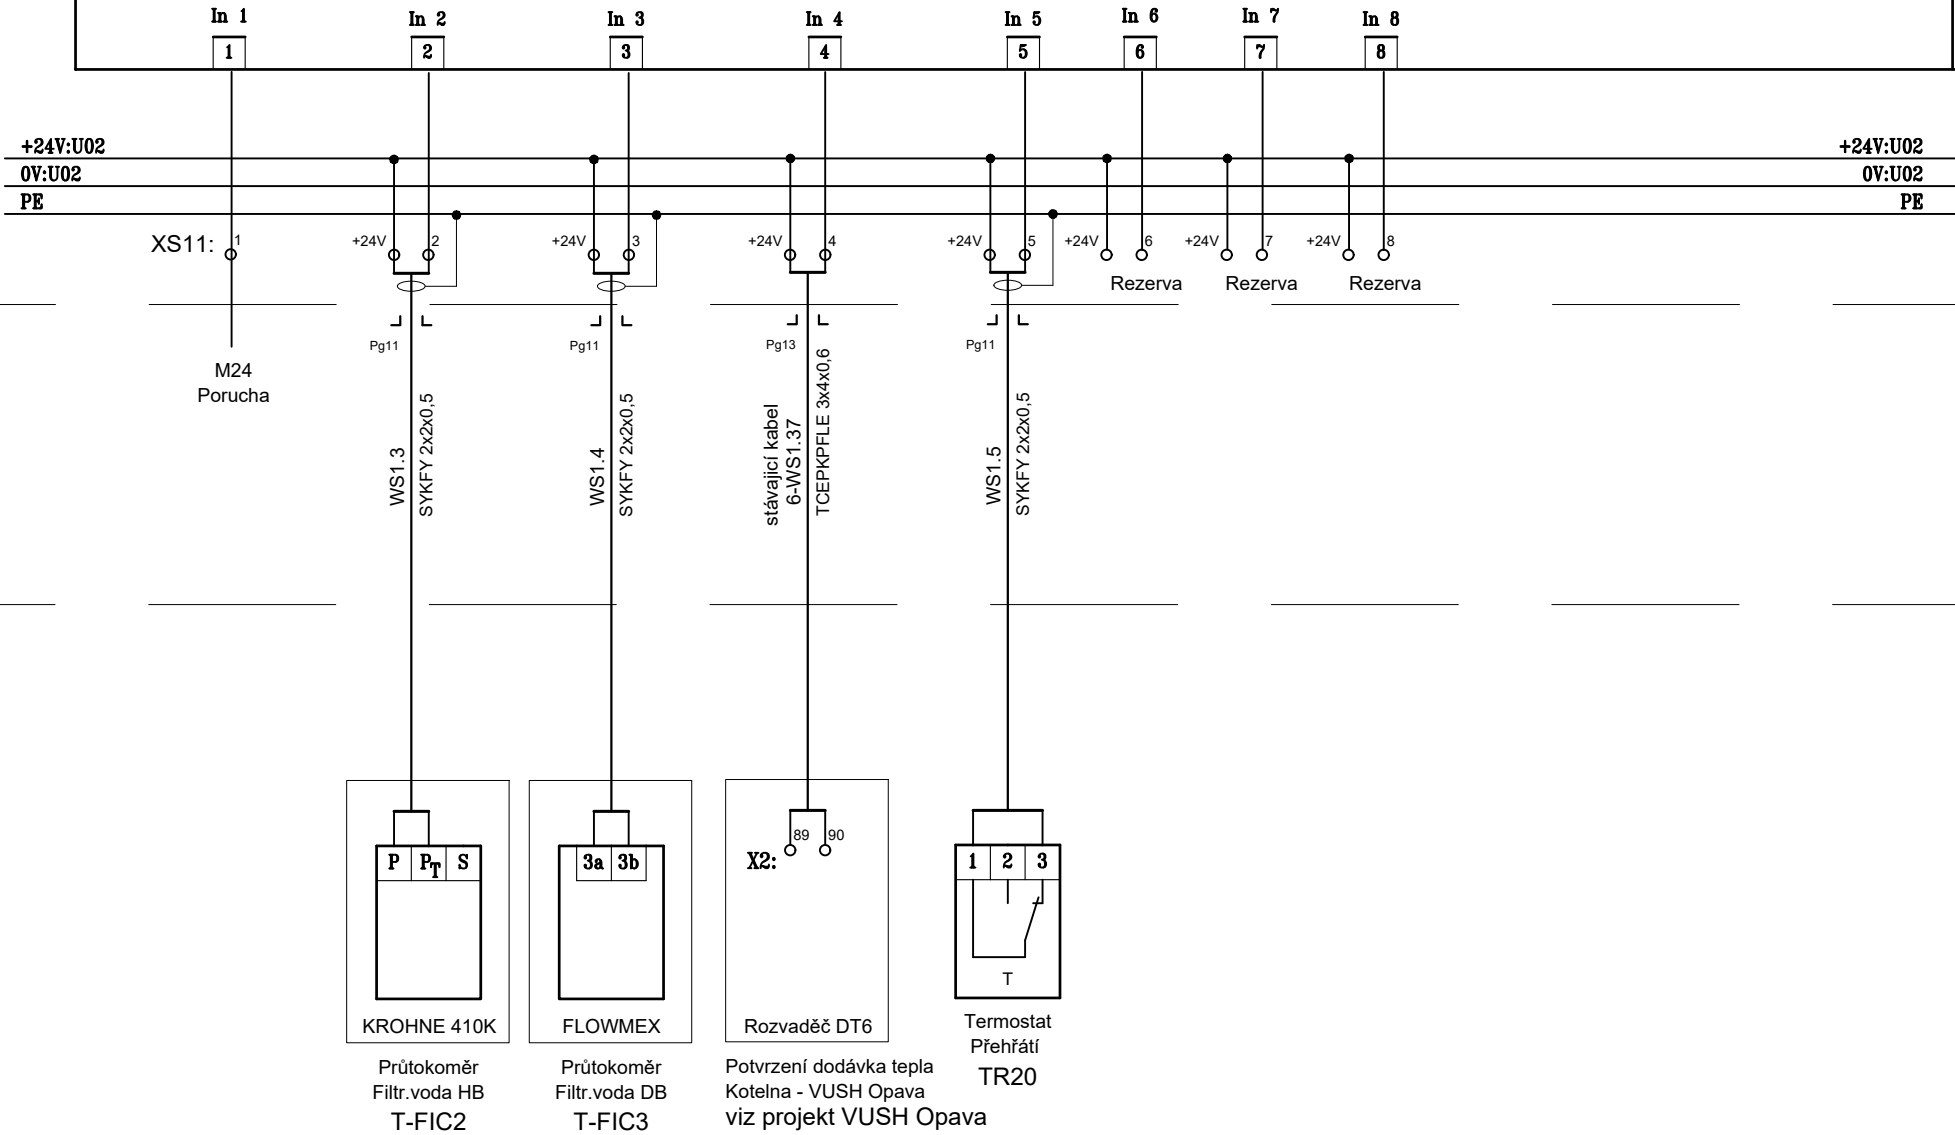 In 1
In 2
In 3
In 4
In 5
In 6
In 7
In 8
1
2
3
4
5
6
7
8
+24V:U02
+24V:U02
0V:U02
0V:U02
PE
PE
XS11:
1
+24V
2
+24V
3
+24V
4
+24V
5
+24V
6
+24V
7
+24V
8
Rezerva
Rezerva
Rezerva
Pg11
Pg11
Pg13
Pg11
M24
Porucha
WS1.3
SYKFY 2x2x0,5
WS1.4
SYKFY 2x2x0,5
stávajicí kabel
6-WS1.37
TCEPKPFLE 3x4x0,6
WS1.5
SYKFY 2x2x0,5
P
PT
S
KROHNE 410K
Průtokoměr
Filtr.voda HB
T-FIC2
3a
3b
FLOWMEX
Průtokoměr
Filtr.voda DB
T-FIC3
X2:
89
90
Rozvaděč DT6
Potvrzení dodávka tepla
Kotelna - VUSH Opava
viz projekt VUSH Opava
1
2
3
T
Termostat
Přehřátí
TR20